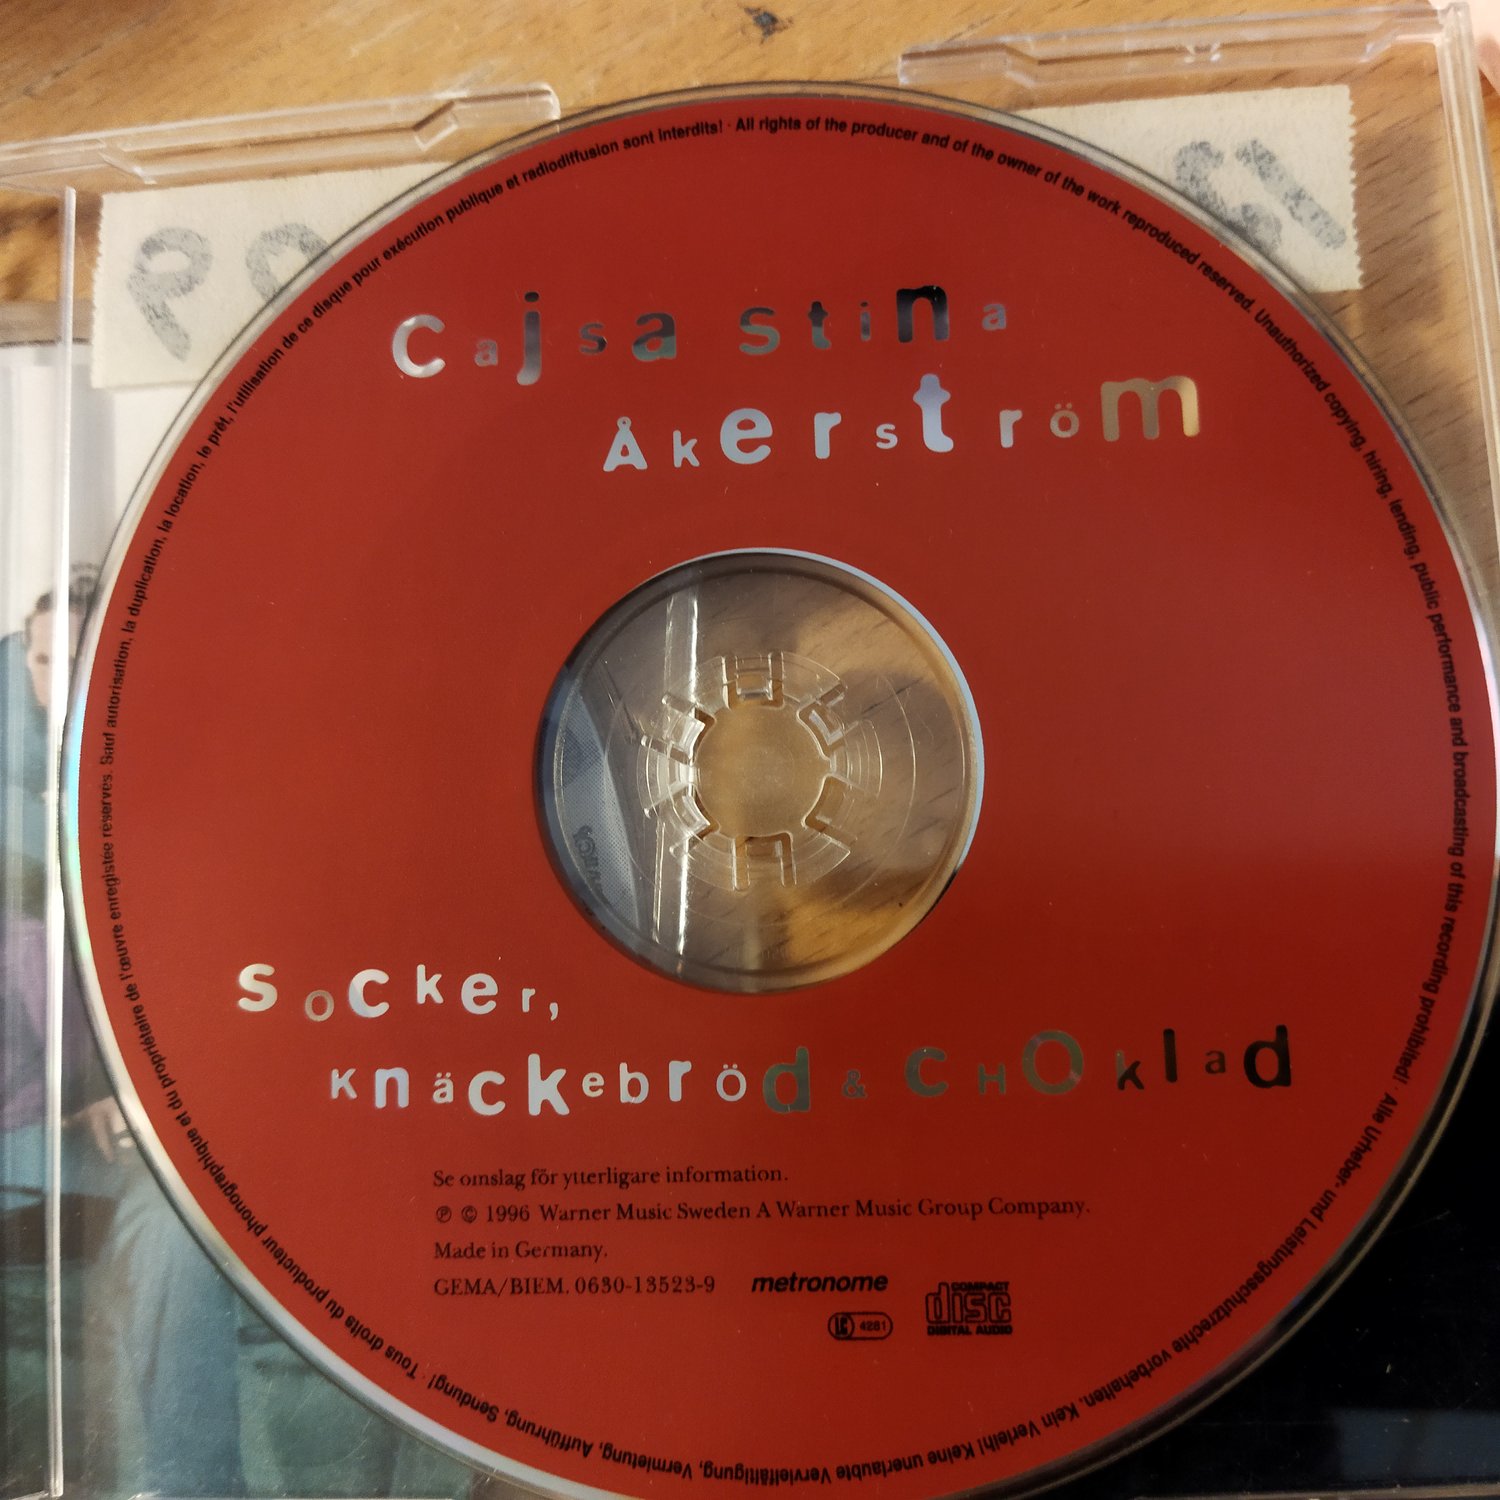 Cajsa Stina
Åkerström
Socker,
Knäckebröd & CHOklad
Se omslag för ytterligare information.
℗ © 1996 Warner Music Sweden A Warner Music Group Company.
Made in Germany.
GEMA/BIEM. 0630-13523-9
metronome
LC 4281
COMPACT
disc
DIGITAL AUDIO
All rights of the producer and of the owner of the work reproduced reserved. Unauthorized copying, hiring, lending, public performance and broadcasting of this recording prohibited! · Alle Urheber- und Leistungsschutzrechte vorbehalten. Kein Verleih! Keine unerlaubte Vervielfältigung, Vermietung, Aufführung, Sendung! · Tous droits du producteur phonographique et du propriétaire de l'œuvre enregistrée réservés. Sauf autorisation, la duplication, la location, le prêt, l'utilisation de ce disque pour exécution publique et radiodiffusion sont interdits! ·